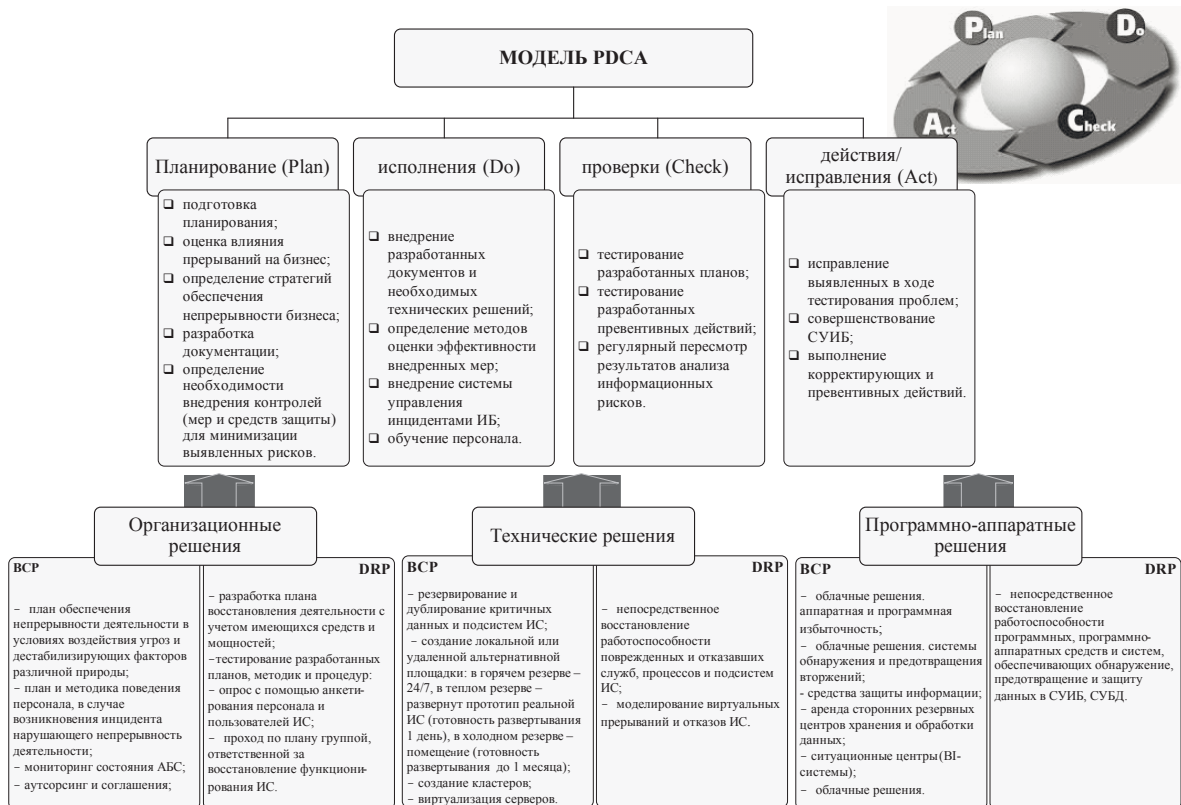 МОДЕЛЬ PDCA
Plan
Do
Act
Check
Планирование (Plan)
❑ подготовка
планирования;
❑ оценка влияния
прерываний на бизнес;
❑ определение стратегий
обеспечения
непрерывности бизнеса;
❑ разработка
документации;
❑ определение
необходимости
внедрения контролей
(мер и средств защиты)
для минимизации
выявленных рисков.
исполнения (Do)
❑ внедрение
разработанных
документов и
необходимых
технических решений;
❑ определение методов
оценки эффективности
внедренных мер;
❑ внедрение системы
управления
инцидентами ИБ;
❑ обучение персонала.
проверки (Check)
❑ тестирование
разработанных планов;
❑ тестирование
разработанных
превентивных действий;
❑ регулярный пересмотр
результатов анализа
информационных
рисков.
действия/
исправления (Act)
❑ исправление
выявленных в ходе
тестирования проблем;
❑ совершенствование
СУИБ;
❑ выполнение
корректирующих и
превентивных действий.
Организационные
решения
BCP
– план обеспечения
непрерывности деятельности в
условиях воздействия угроз и
дестабилизирующих факторов
различной природы;
– план и методика поведения
персонала, в случае
возникновения инцидента
нарушающего непрерывность
деятельности;
– мониторинг состояния АБС;
– аутсорсинг и соглашения;
DRP
– разработка плана
восстановления деятельности с
учетом имеющихся средств и
мощностей;
–тестирование разработанных
планов, методик и процедур:
– опрос с помощью анкети-
рования персонала и
пользователей ИС;
– проход по плану группой,
ответственной за
восстановление функциони-
рования ИС.
Технические решения
BCP
– резервирование и
дублирование критичных
данных и подсистем ИС;
– создание локальной или
удаленной альтернативной
площадки: в горячем резерве –
24/7, в теплом резерве –
развернут прототип реальной
ИС (готовность развертывания
1 день), в холодном резерве –
помещение (готовность
развертывания до 1 месяца);
– создание кластеров;
– виртуализация серверов.
DRP
– непосредственное
восстановление
работоспособности
поврежденных и отказавших
служб, процессов и подсистем
ИС;
– моделирование виртуальных
прерываний и отказов ИС.
Программно-аппаратные
решения
BCP
– облачные решения.
аппаратная и программная
избыточность;
– облачные решения. системы
обнаружения и предотвращения
вторжений;
- средства защиты информации;
– аренда сторонних резервных
центров хранения и обработки
данных;
– ситуационные центры (BI-
системы);
– облачные решения.
DRP
– непосредственное
восстановление
работоспособности
программных, программно-
аппаратных средств и систем,
обеспечивающих обнаружение,
предотвращение и защиту
данных в СУИБ, СУБД.